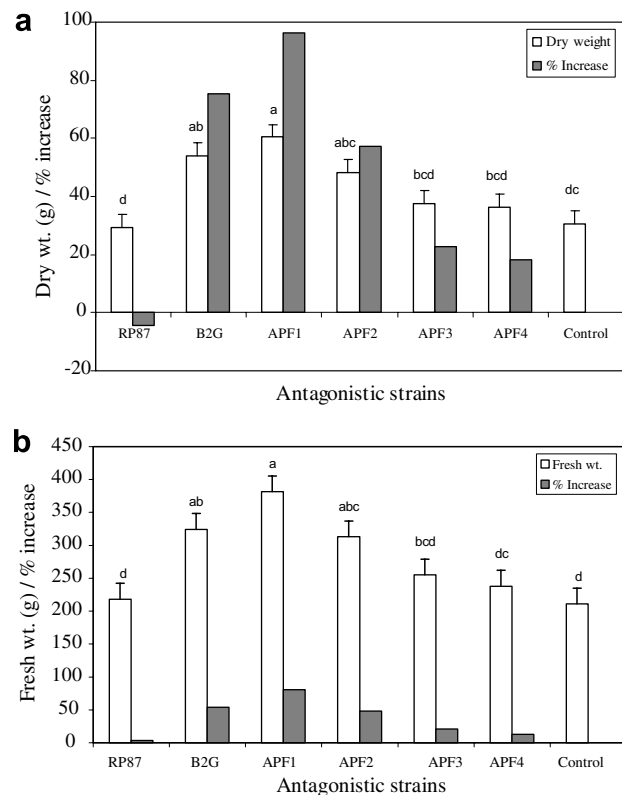 a
100
80
60
40
20
0
-20
Dry wt. (g) / % increase
Dry weight
% Increase
d
ab
a
abc
bcd
bcd
dc
RP87 B2G APF1 APF2 APF3 APF4 Control
Antagonistic strains
b
450
400
350
300
250
200
150
100
50
0
Fresh wt. (g) / % increase
Fresh wt.
% Increase
d
ab
a
abc
bcd
dc
d
RP87 B2G APF1 APF2 APF3 APF4 Control
Antagonistic strains